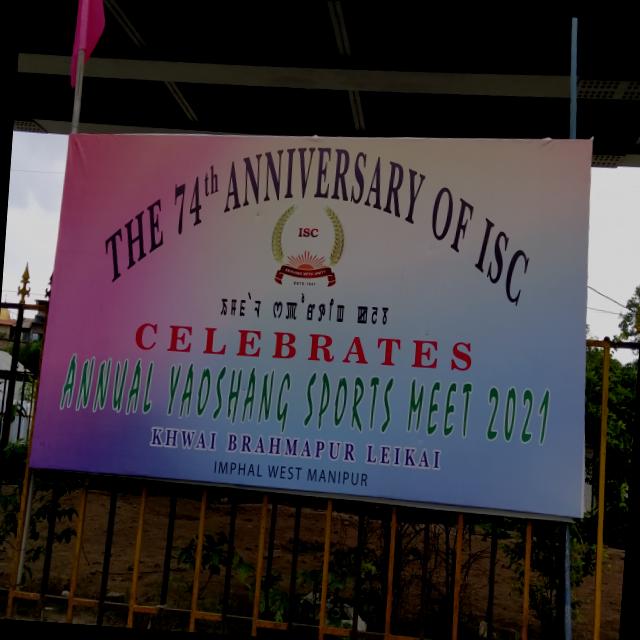 THE 74th ANNIVERSARY OF ISC
ISC
CELEBRATES
ANNUAL YAOSHANG SPORTS MEET 2021
KHWAI BRAHMAPUR LEIKAI
IMPHAL WEST MANIPUR